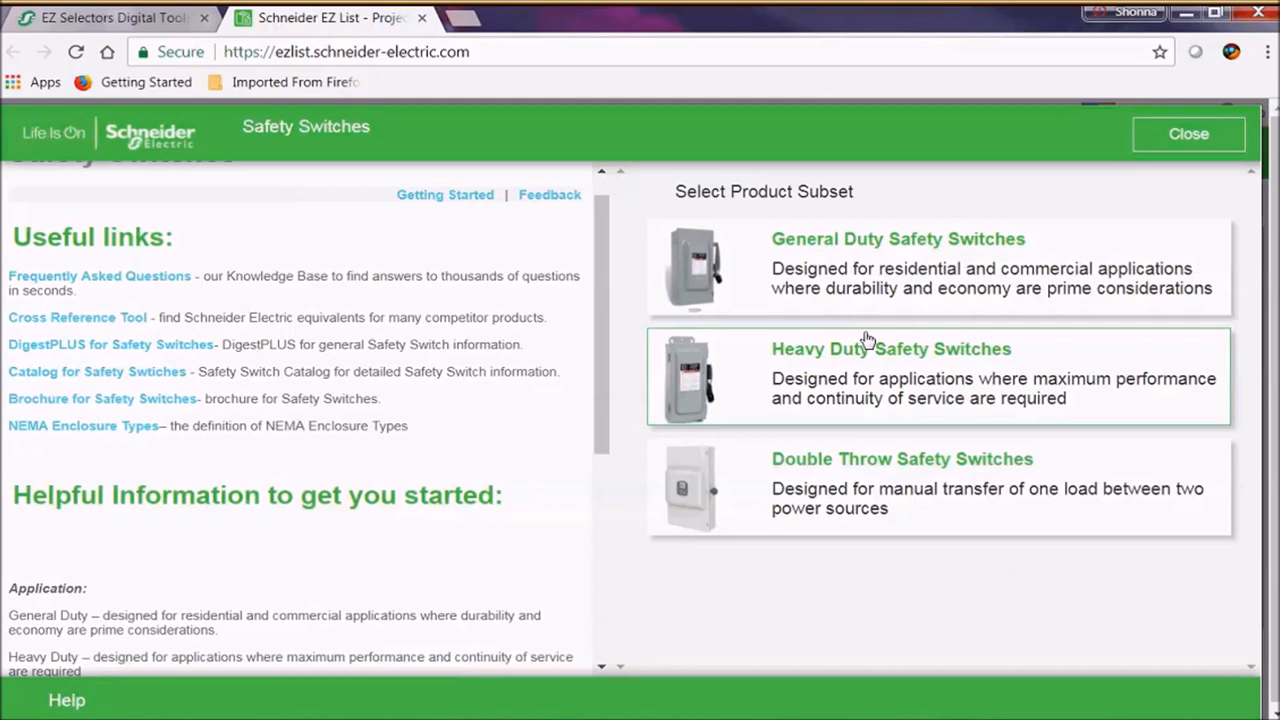 EZ Selectors Digital Tools
Schneider EZ List - Projec
Shonna
Secure
https://ezlist.schneider-electric.com
Apps
Getting Started
Imported From Firefo
Life Is On
Schneider
Electric
Safety Switches
Close
Getting Started | Feedback
Useful links:
Frequently Asked Questions - our Knowledge Base to find answers to thousands of questions
in seconds.
Cross Reference Tool - find Schneider Electric equivalents for many competitor products.
DigestPLUS for Safety Switches- DigestPLUS for general Safety Switch information.
Catalog for Safety Swtiches - Safety Switch Catalog for detailed Safety Switch information.
Brochure for Safety Switches- brochure for Safety Switches.
NEMA Enclosure Types– the definition of NEMA Enclosure Types
Helpful Information to get you started:
Application:
General Duty – designed for residential and commercial applications where durability and
economy are prime considerations.
Heavy Duty – designed for applications where maximum performance and continuity of service
are required
Select Product Subset
General Duty Safety Switches
Designed for residential and commercial applications
where durability and economy are prime considerations
Heavy Duty Safety Switches
Designed for applications where maximum performance
and continuity of service are required
Double Throw Safety Switches
Designed for manual transfer of one load between two
power sources
Help